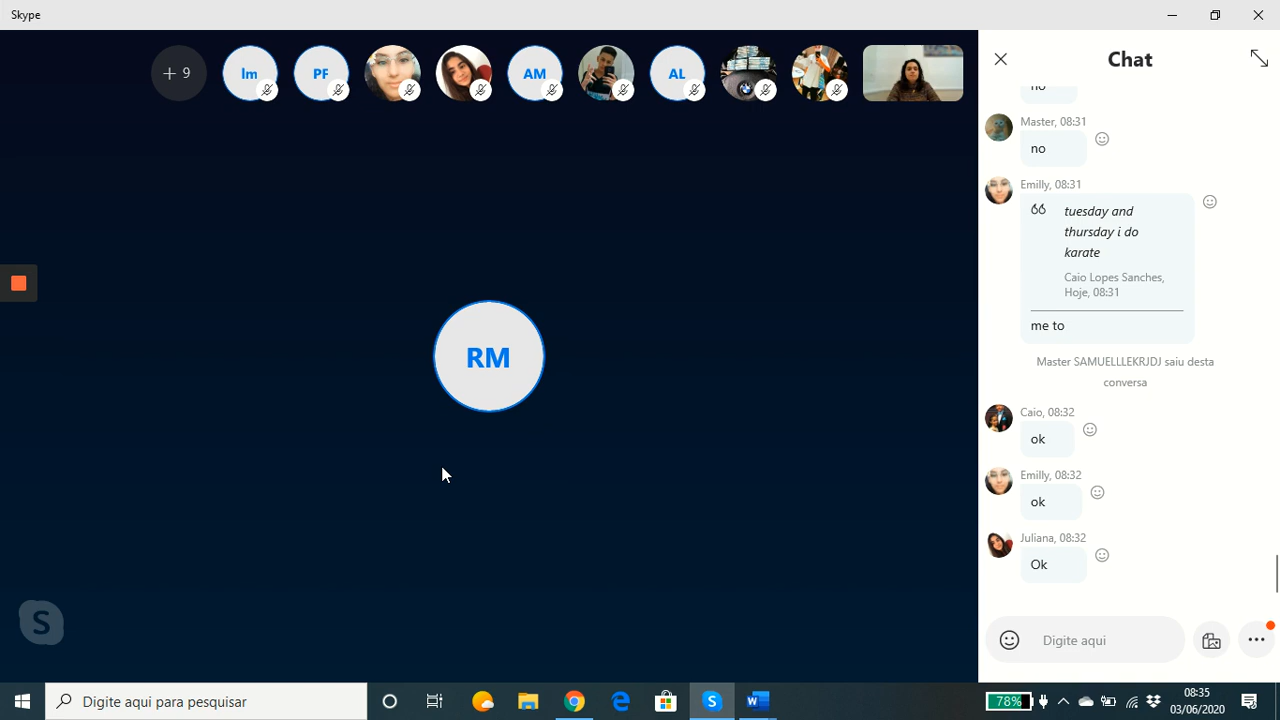 Skype
+ 9
lm
PF
AM
AL
RM
S
Chat
no
Master, 08:31
no
Emilly, 08:31
tuesday and
thursday i do
karate
Caio Lopes Sanches,
Hoje, 08:31
me to
Master SAMUELLLEKRJDJ saiu desta
conversa
Caio, 08:32
ok
Emilly, 08:32
ok
Juliana, 08:32
Ok
Digite aqui
Digite aqui para pesquisar
78%
08:35
03/06/2020